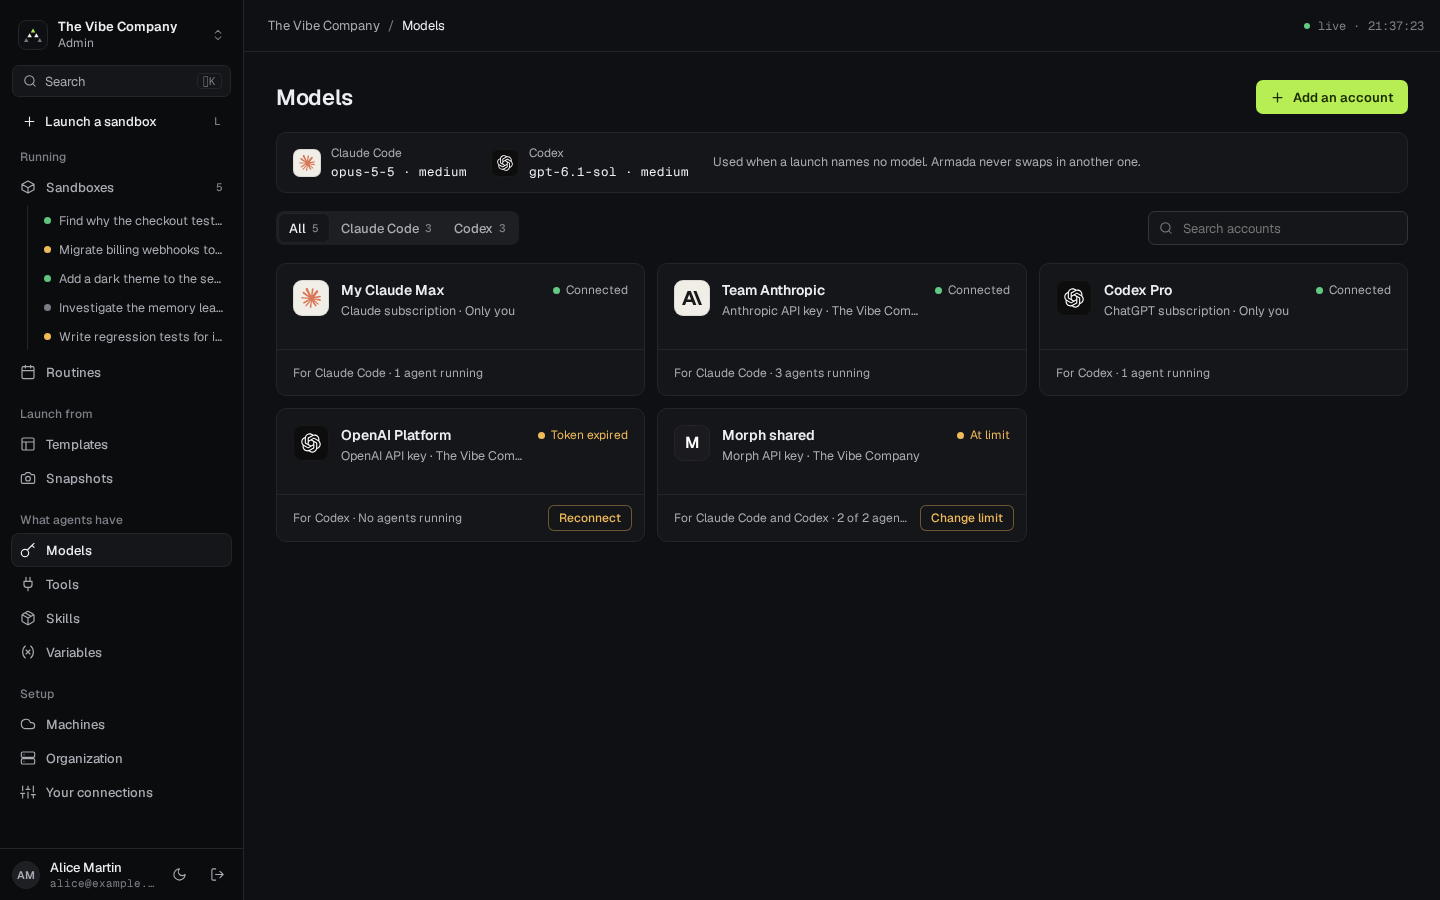 The Vibe Company
Admin
Search
K
Launch a sandbox
L
Running
Sandboxes
5
Find why the checkout test…
Migrate billing webhooks to…
Add a dark theme to the se…
Investigate the memory lea…
Write regression tests for i…
Routines
Launch from
Templates
Snapshots
What agents have
Models
Tools
Skills
Variables
Setup
Machines
Organization
Your connections
AM
Alice Martin
alice@example.…
The Vibe Company / Models
live · 21:37:23
Models
Add an account
Claude Code
opus-5-5 · medium
Codex
gpt-6.1-sol · medium
Used when a launch names no model. Armada never swaps in another one.
All 5
Claude Code 3
Codex 3
Search accounts
My Claude Max
Connected
Claude subscription · Only you
For Claude Code · 1 agent running
A\
Team Anthropic
Connected
Anthropic API key · The Vibe Com…
For Claude Code · 3 agents running
Codex Pro
Connected
ChatGPT subscription · Only you
For Codex · 1 agent running
OpenAI Platform
Token expired
OpenAI API key · The Vibe Com…
For Codex · No agents running
Reconnect
M
Morph shared
At limit
Morph API key · The Vibe Company
For Claude Code and Codex · 2 of 2 agen…
Change limit